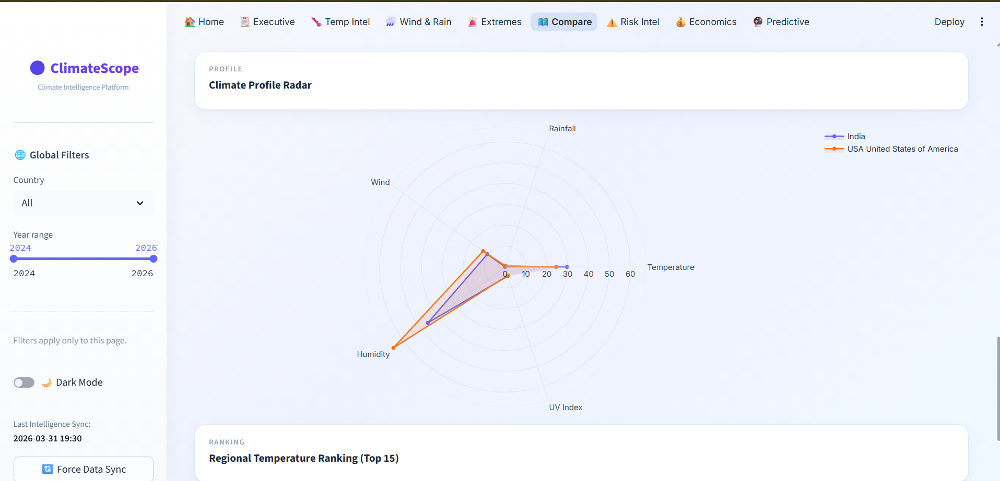 Home Executive Temp Intel Wind & Rain Extremes Compare Risk Intel Economics Predictive Deploy
ClimateScope
Climate Intelligence Platform
Global Filters
Country
All
Year range
2024 2026
2024 2026
Filters apply only to this page.
Dark Mode
Last Intelligence Sync:
2026-03-31 19:30
Force Data Sync
PROFILE
Climate Profile Radar
Rainfall
Wind
Temperature
0 10 20 30 40 50 60
Humidity
UV Index
India
USA United States of America
RANKING
Regional Temperature Ranking (Top 15)